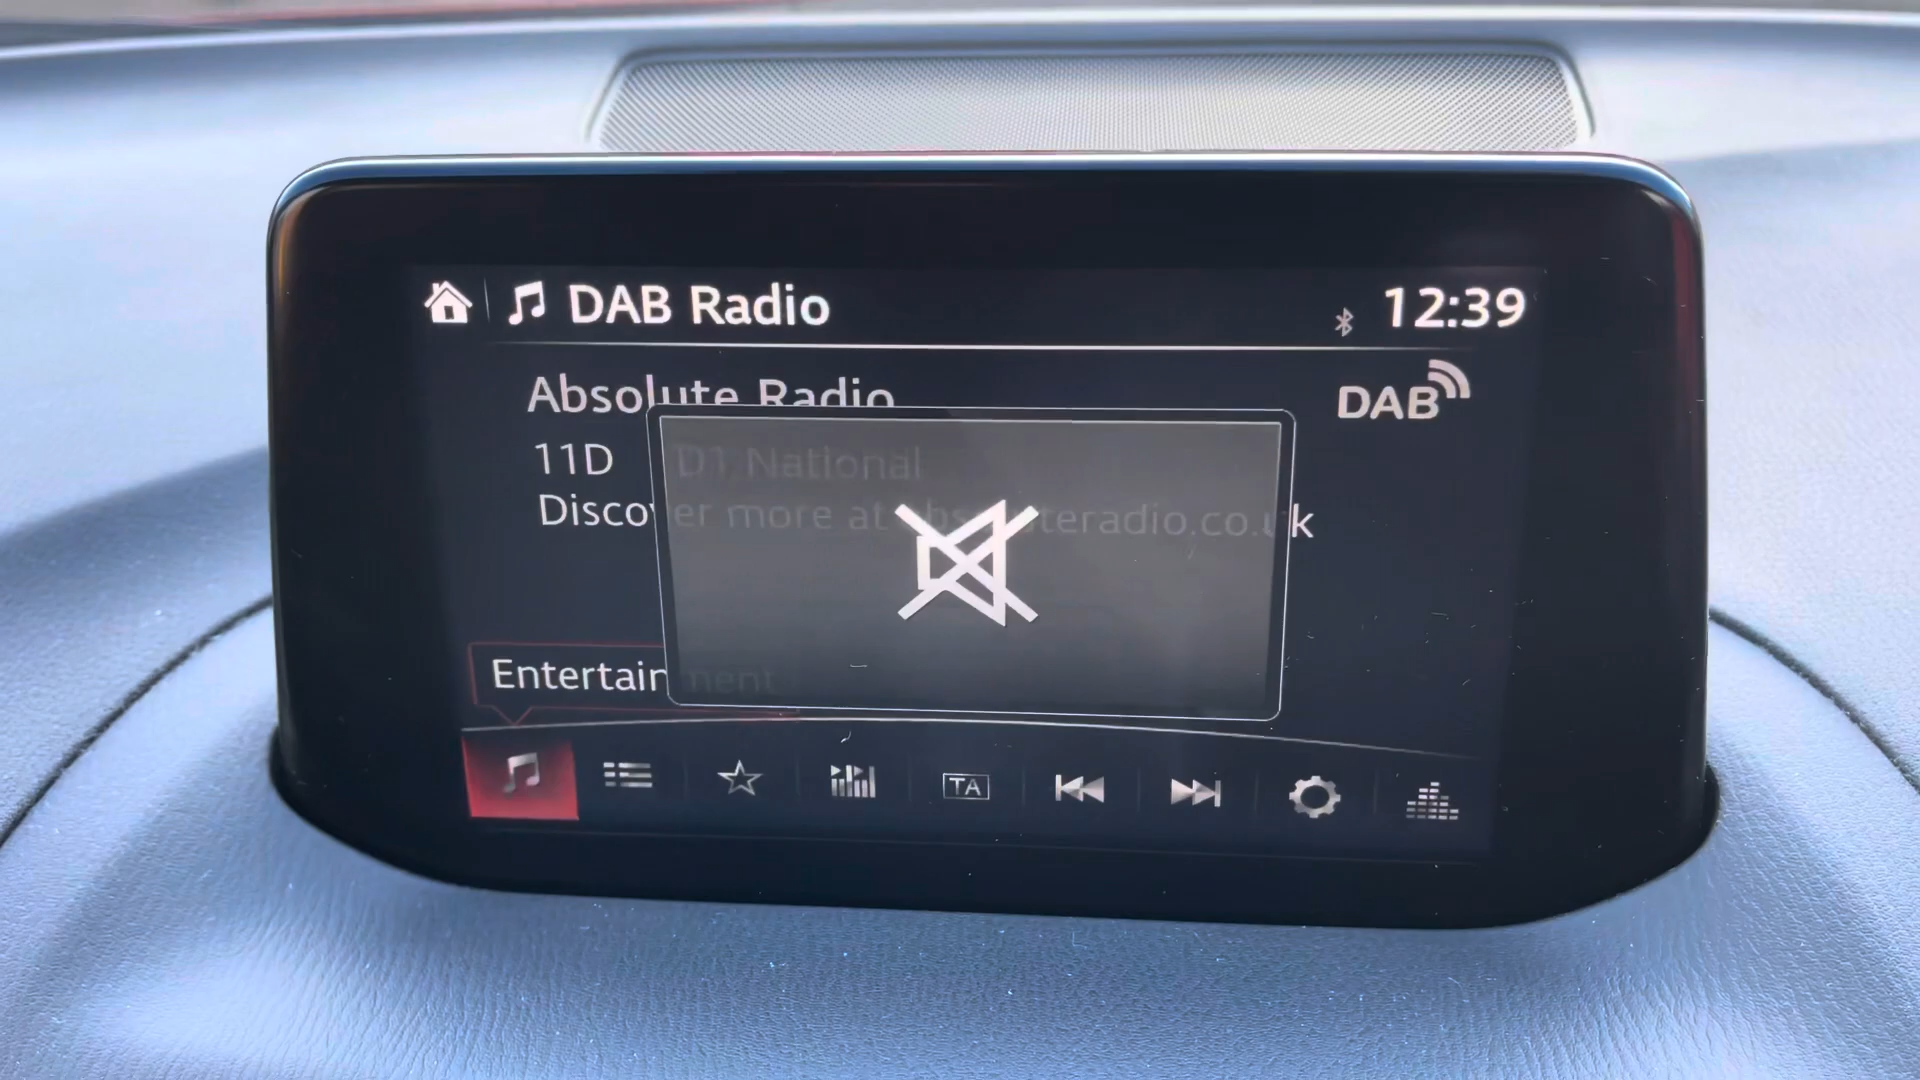 DAB Radio
12:39
Absolute Radio
DAB
11D D1 National
Discover more at absoluteradio.co.uk
Entertainment
TA